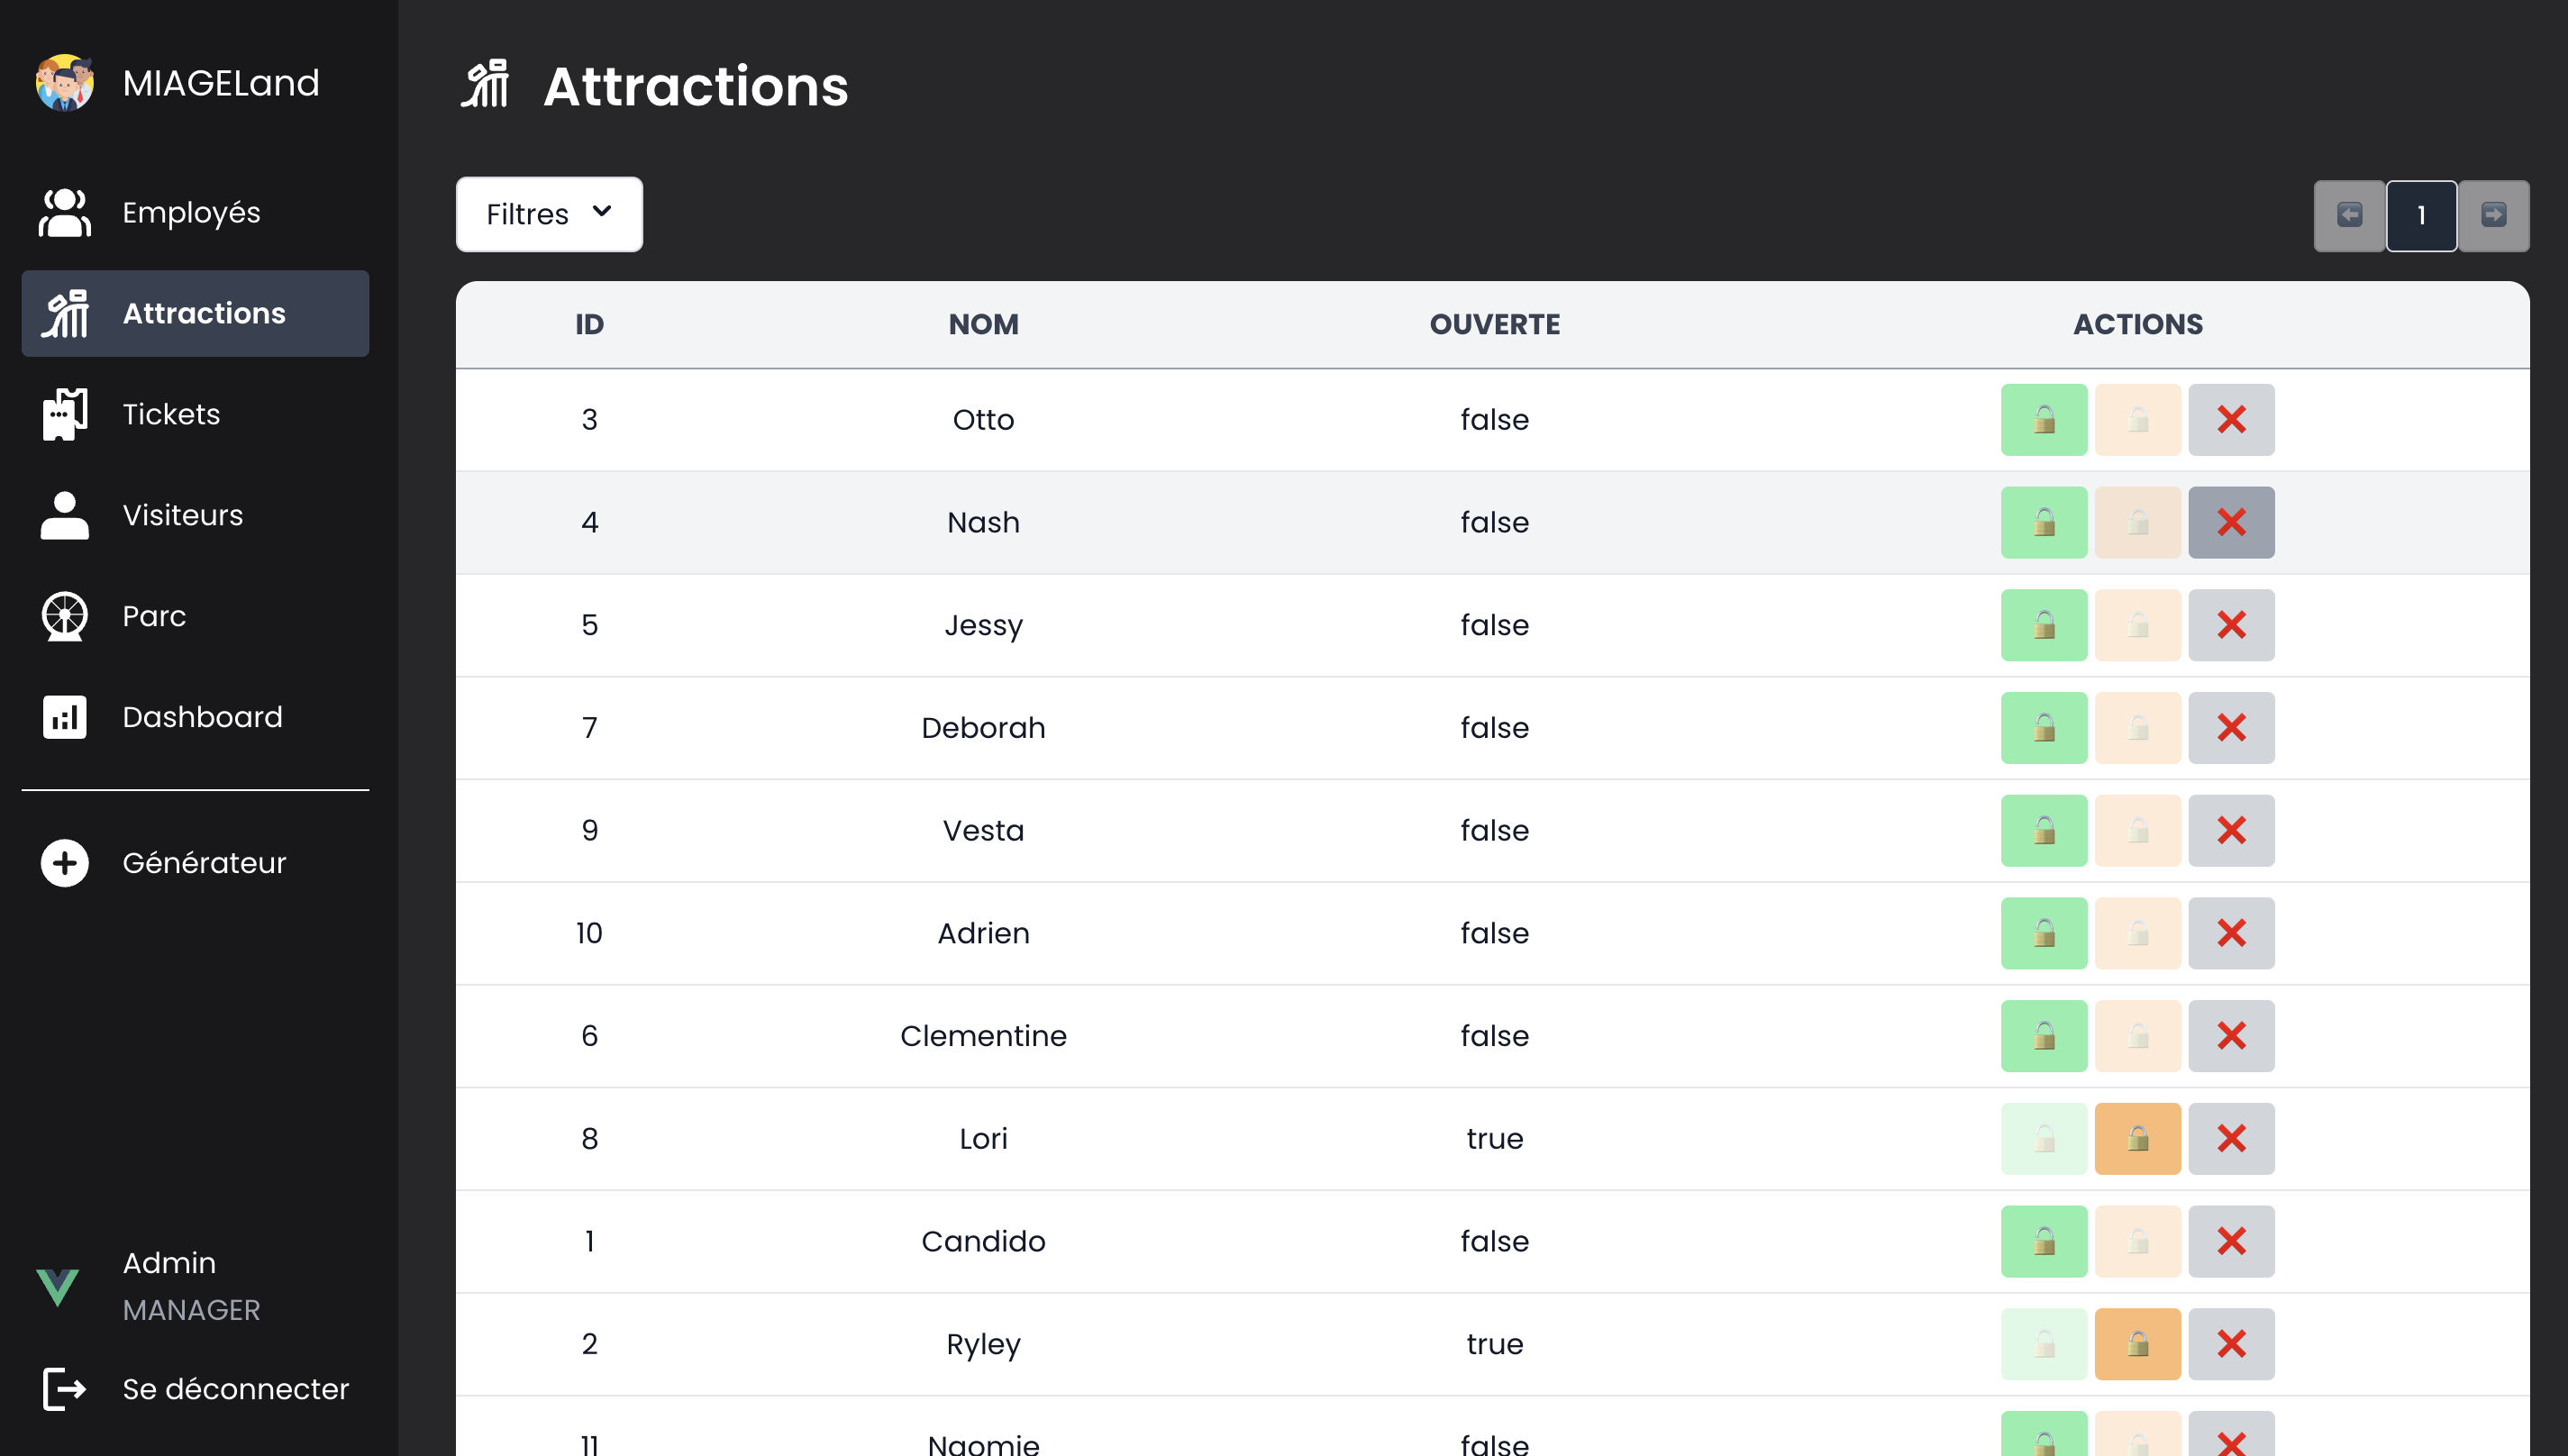 MIAGELand
Employés
Attractions
Tickets
Visiteurs
Parc
Dashboard
Générateur
Admin
MANAGER
Se déconnecter
Attractions
Filtres
1
ID NOM OUVERTE ACTIONS
3 Otto false
4 Nash false
5 Jessy false
7 Deborah false
9 Vesta false
10 Adrien false
6 Clementine false
8 Lori true
1 Candido false
2 Ryley true
11 Naomie false